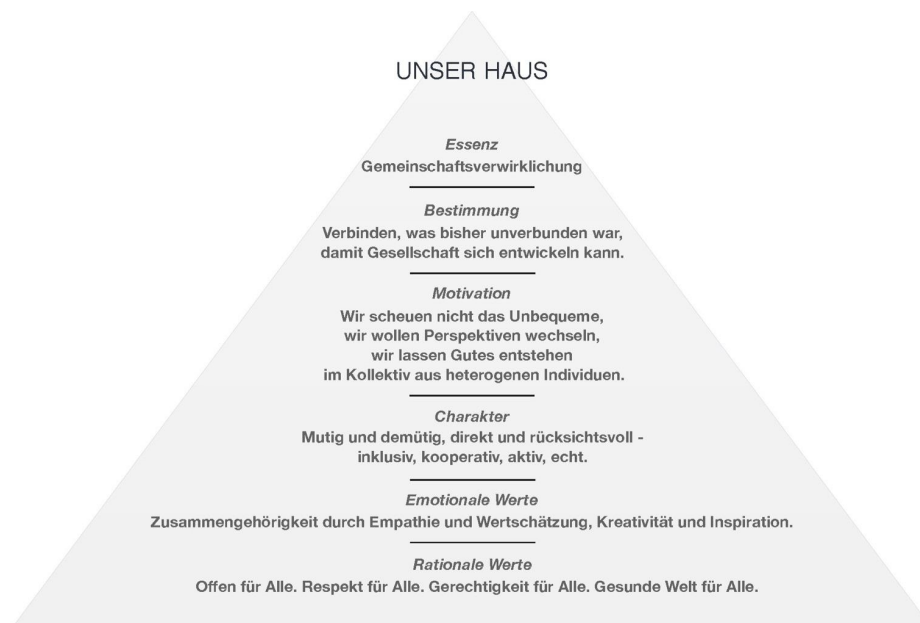 UNSER HAUS
Essenz
Gemeinschaftsverwirklichung
Bestimmung
Verbinden, was bisher unverbunden war,
damit Gesellschaft sich entwickeln kann.
Motivation
Wir scheuen nicht das Unbequeme,
wir wollen Perspektiven wechseln,
wir lassen Gutes entstehen
im Kollektiv aus heterogenen Individuen.
Charakter
Mutig und demütig, direkt und rücksichtsvoll -
inklusiv, kooperativ, aktiv, echt.
Emotionale Werte
Zusammengehörigkeit durch Empathie und Wertschätzung, Kreativität und Inspiration.
Rationale Werte
Offen für Alle. Respekt für Alle. Gerechtigkeit für Alle. Gesunde Welt für Alle.